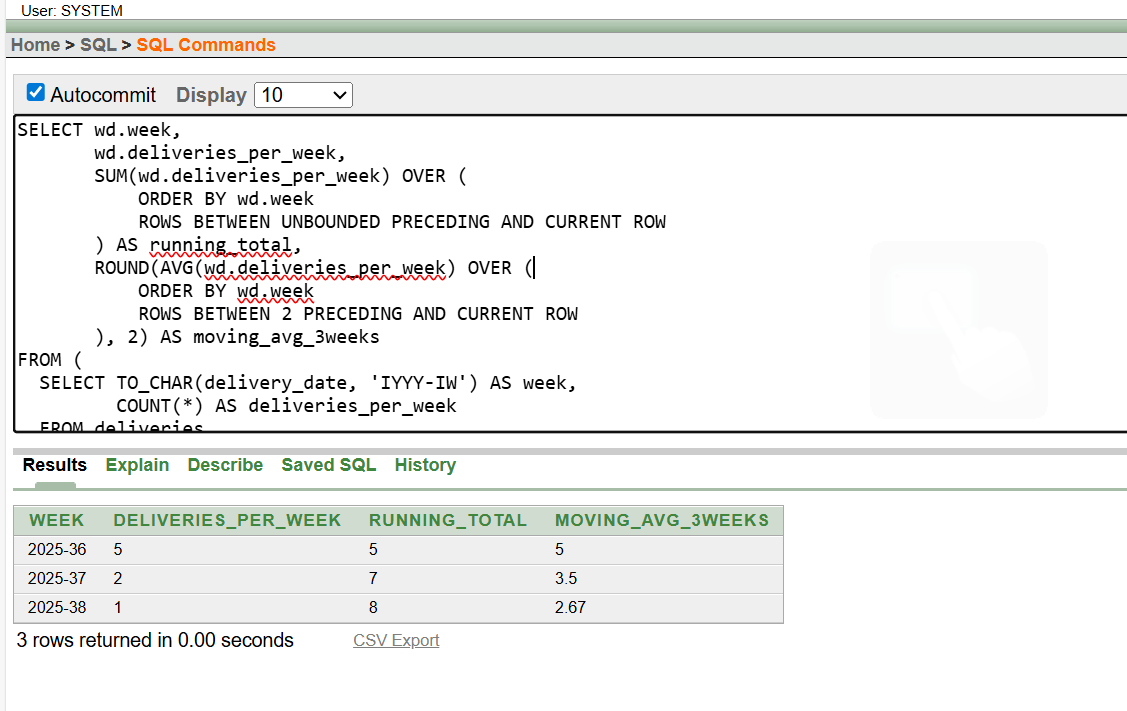 User: SYSTEM
Home > SQL > SQL Commands
Autocommit Display 10
SELECT wd.week,
wd.deliveries_per_week,
SUM(wd.deliveries_per_week) OVER (
ORDER BY wd.week
ROWS BETWEEN UNBOUNDED PRECEDING AND CURRENT ROW
) AS running_total,
ROUND(AVG(wd.deliveries_per_week) OVER (
ORDER BY wd.week
ROWS BETWEEN 2 PRECEDING AND CURRENT ROW
), 2) AS moving_avg_3weeks
FROM (
SELECT TO_CHAR(delivery_date, 'IYYY-IW') AS week,
COUNT(*) AS deliveries_per_week
FROM deliveries
Results Explain Describe Saved SQL History
WEEK DELIVERIES_PER_WEEK RUNNING_TOTAL MOVING_AVG_3WEEKS
2025-36 5 5 5
2025-37 2 7 3.5
2025-38 1 8 2.67
3 rows returned in 0.00 seconds CSV Export